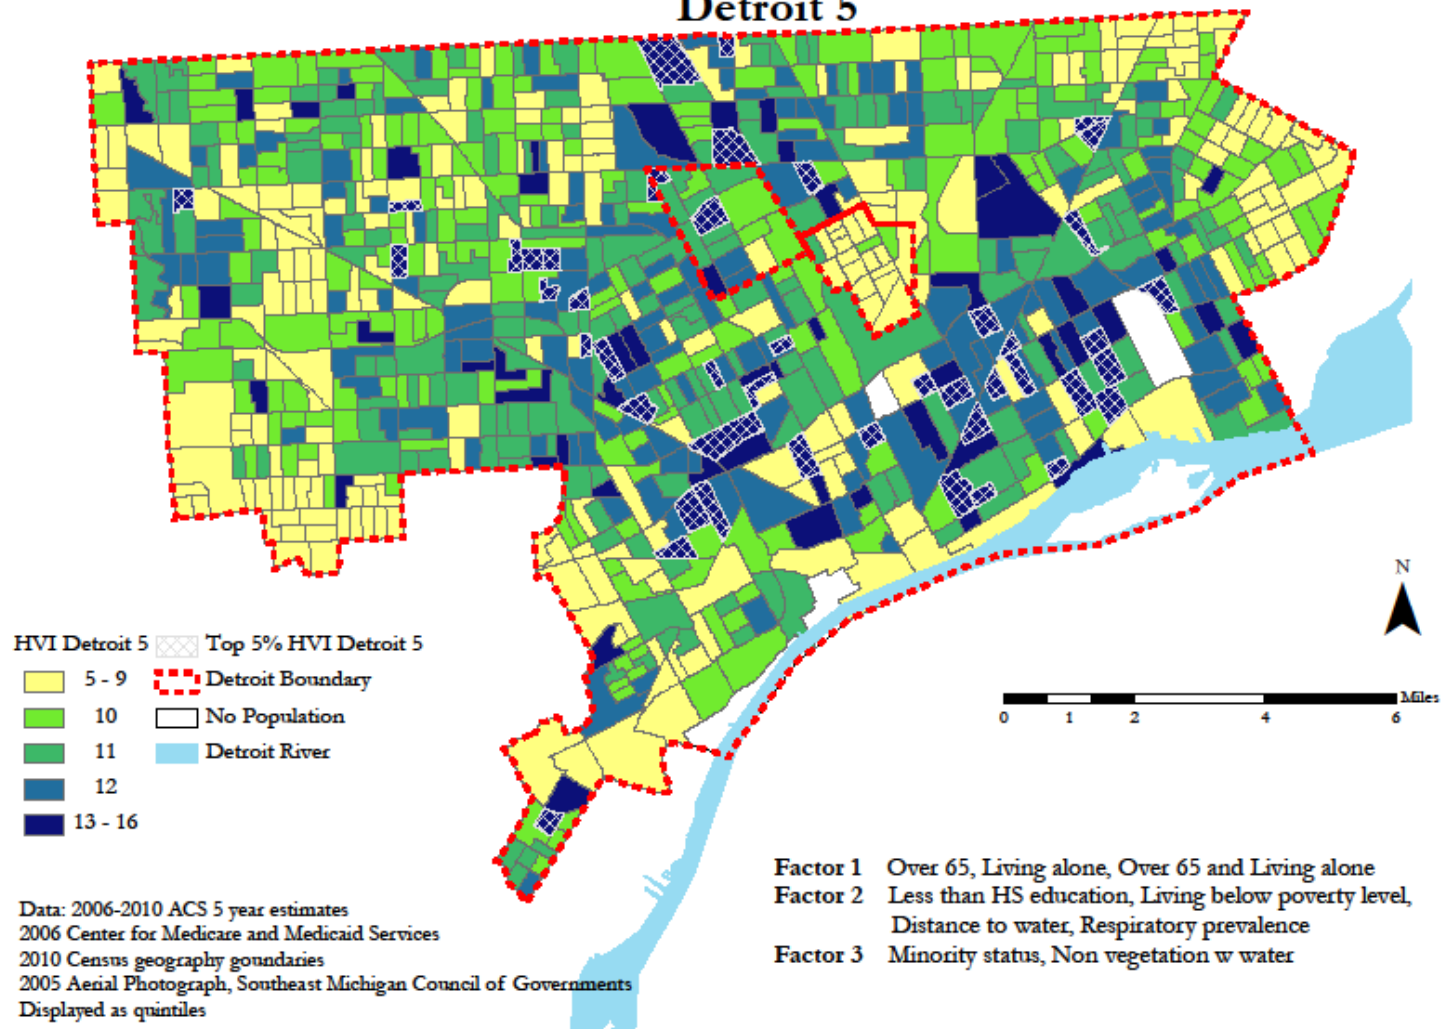 Detroit 5
N
HVI Detroit 5
Top 5% HVI Detroit 5
5 - 9
Detroit Boundary
10
No Population
11
Detroit River
12
13 - 16
Miles
0 1 2 4 6
Factor 1 Over 65, Living alone, Over 65 and Living alone
Factor 2 Less than HS education, Living below poverty level,
Distance to water, Respiratory prevalence
Factor 3 Minority status, Non vegetation w water
Data: 2006-2010 ACS 5 year estimates
2006 Center for Medicare and Medicaid Services
2010 Census geography goundaries
2005 Aerial Photograph, Southeast Michigan Council of Governments
Displayed as quintiles